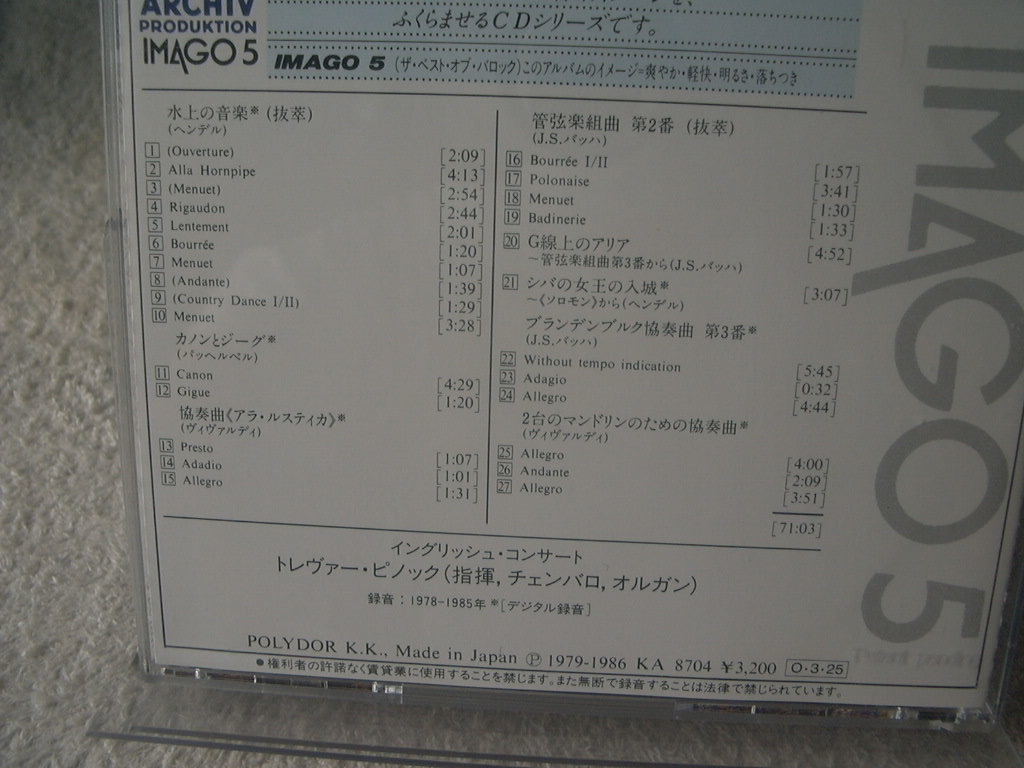 ARCHIV
PRODUKTION
IMAGO 5
ふくらませるCDシリーズです。
IMAGO 5 (ザ・ベスト・オブ・バロック)このアルバムのイメージ=爽やか・軽快・明るさ・落ちつき
水上の音楽※ (抜萃)
(ヘンデル)
1 (Ouverture) [2:09]
2 Alla Hornpipe [4:13]
3 (Menuet) [2:54]
4 Rigaudon [2:44]
5 Lentement [2:01]
6 Bourrée [1:20]
7 Menuet [1:07]
8 (Andante) [1:39]
9 (Country Dance I/II) [1:29]
10 Menuet [3:28]
カノンとジーグ※
(パッヘルベル)
11 Canon [4:29]
12 Gigue [1:20]
協奏曲《アラ・ルスティカ》※
(ヴィヴァルディ)
13 Presto [1:07]
14 Adadio [1:01]
15 Allegro [1:31]
管弦楽組曲 第2番 (抜萃)
(J.S.バッハ)
16 Bourrée I/II [1:57]
17 Polonaise [3:41]
18 Menuet [1:30]
19 Badinerie [1:33]
20 G線上のアリア [4:52]
～管弦楽組曲第3番から(J.S.バッハ)
21 シバの女王の入城※ [3:07]
～《ソロモン》から(ヘンデル)
ブランデンブルク協奏曲 第3番※
(J.S.バッハ)
22 Without tempo indication [5:45]
23 Adagio [0:32]
24 Allegro [4:44]
2台のマンドリンのための協奏曲※
(ヴィヴァルディ)
25 Allegro [4:00]
26 Andante [2:09]
27 Allegro [3:51]
[71:03]
イングリッシュ・コンサート
トレヴァー・ピノック(指揮, チェンバロ, オルガン)
録音：1978-1985年 ※[デジタル録音]
POLYDOR K.K., Made in Japan Ⓟ 1979-1986 KA 8704 ¥3,200 O・3・25
●権利者の許諾なく賃貸業に使用することを禁じます。また無断で録音することは法律で禁じられています。
IMAGO 5